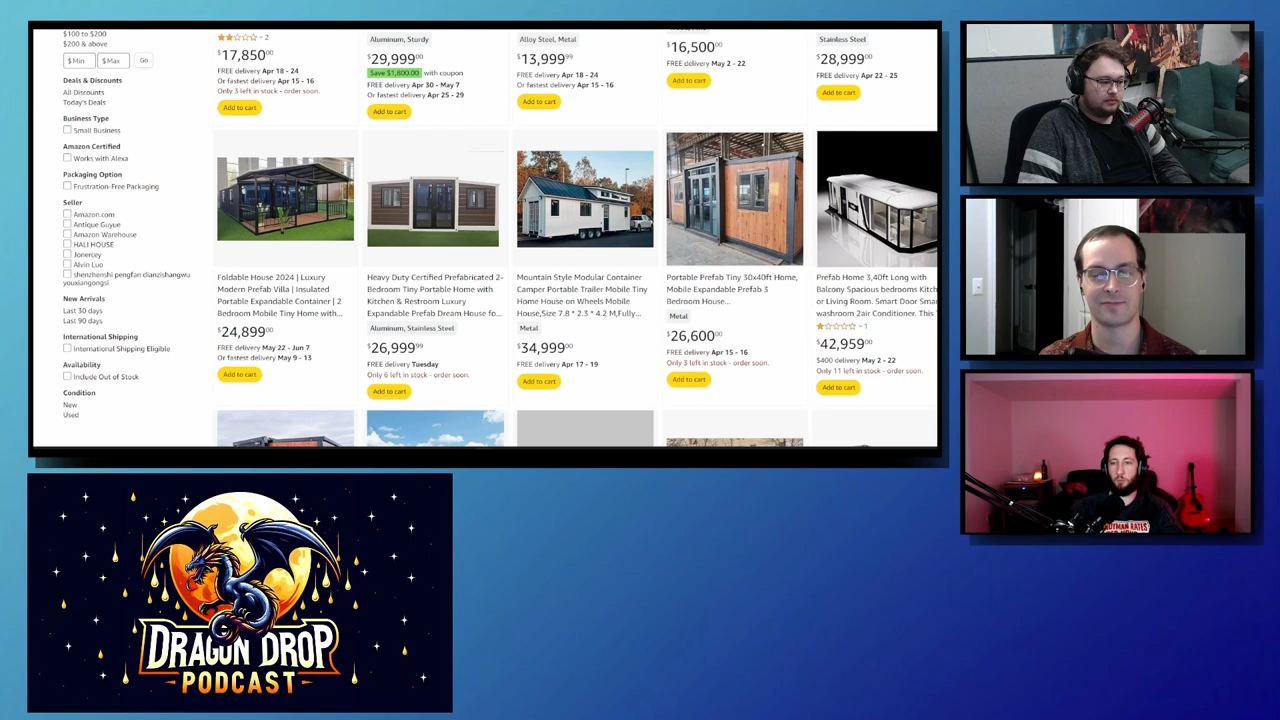 $100 to $200
$200 & above
$ Min $ Max Go
Deals & Discounts
All Discounts
Today's Deals
Business Type
Small Business
Amazon Certified
Works with Alexa
Packaging Option
Frustration-Free Packaging
Seller
Amazon.com
Antique Guyue
Amazon Warehouse
HALI HOUSE
Jonercey
Alvin Luo
shenzhenshi pengfan dianzishangwu
youxiangongsi
New Arrivals
Last 30 days
Last 90 days
International Shipping
International Shipping Eligible
Availability
Include Out of Stock
Condition
New
Used
2
$17,850.00
FREE delivery Apr 18 - 24
Or fastest delivery Apr 15 - 16
Only 3 left in stock - order soon.
Add to cart
Aluminum, Sturdy
$29,999.00
Save $1,800.00 with coupon
FREE delivery Apr 30 - May 7
Or fastest delivery Apr 25 - 29
Add to cart
Alloy Steel, Metal
$13,999.99
FREE delivery Apr 18 - 24
Or fastest delivery Apr 15 - 16
Add to cart
$16,500.00
FREE delivery May 2 - 22
Add to cart
Stainless Steel
$28,999.00
FREE delivery Apr 22 - 25
Add to cart
Foldable House 2024 | Luxury
Modern Prefab Villa | Insulated
Portable Expandable Container | 2
Bedroom Mobile Tiny Home with...
$24,899.00
FREE delivery May 22 - Jun 7
Or fastest delivery May 9 - 13
Add to cart
Heavy Duty Certified Prefabricated 2-
Bedroom Tiny Portable Home with
Kitchen & Restroom Luxury
Expandable Prefab Dream House fo...
Aluminum, Stainless Steel
$26,999.99
FREE delivery Tuesday
Only 6 left in stock - order soon.
Add to cart
Mountain Style Modular Container
Camper Portable Trailer Mobile Tiny
Home House on Wheels Mobile
House,Size 7.8 * 2.3 * 4.2 M,Fully...
Metal
$34,999.00
FREE delivery Apr 17 - 19
Add to cart
Portable Prefab Tiny 30x40ft Home,
Mobile Expandable Prefab 3
Bedroom House...
Metal
$26,600.00
FREE delivery Apr 15 - 16
Only 3 left in stock - order soon.
Add to cart
Prefab Home 3,40ft Long with
Balcony Spacious bedrooms Kitch
or Living Room. Smart Door Smar
washroom 2air Conditioner. This
1
$42,959.00
$400 delivery May 2 - 22
Only 11 left in stock - order soon.
Add to cart
DRAGON DROP
PODCAST